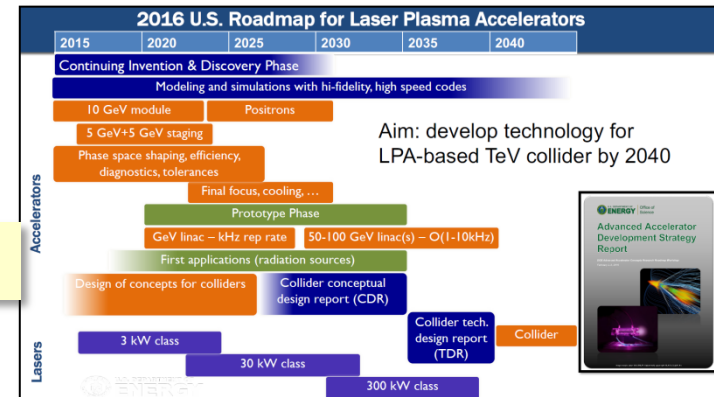 2016 U.S. Roadmap for Laser Plasma Accelerators
2015 2020 2025 2030 2035 2040
Continuing Invention & Discovery Phase
Modeling and simulations with hi-fidelity, high speed codes
10 GeV module Positrons
5 GeV+5 GeV staging
Aim: develop technology for
LPA-based TeV collider by 2040
Phase space shaping, efficiency,
diagnostics, tolerances
Final focus, cooling, ...
Prototype Phase
GeV linac – kHz rep rate 50-100 GeV linac(s) – O(1-10kHz)
First applications (radiation sources)
Design of concepts for colliders
Collider conceptual
design report (CDR)
Collider tech.
design report
(TDR)
Collider
3 kW class
30 kW class
300 kW class
Accelerators
Lasers
ENERGY
ENERGY Office of
Science
Advanced Accelerator
Development Strategy
Report